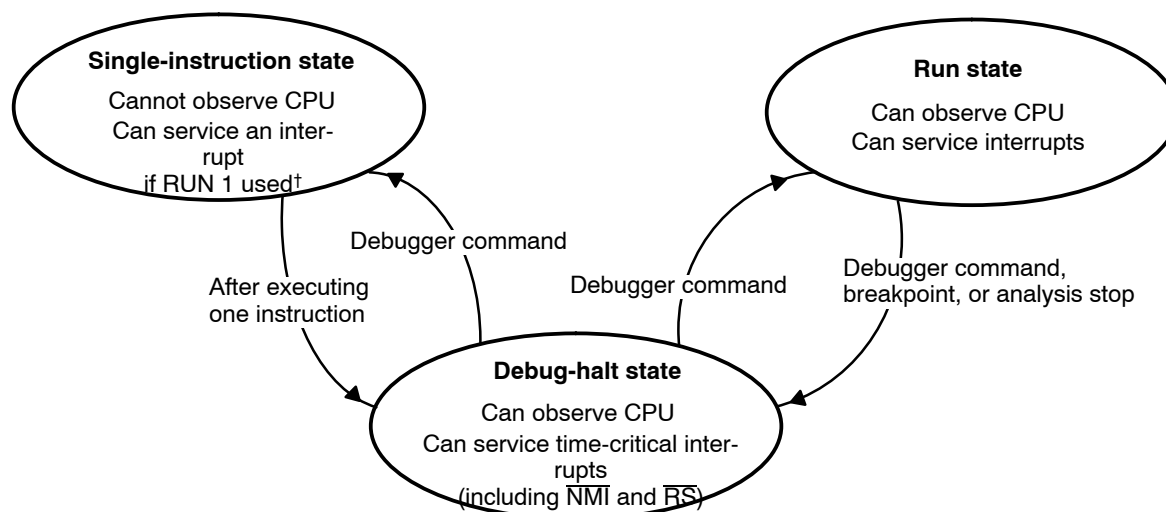 Single-instruction state
Cannot observe CPU
Can service an inter-
rupt
if RUN 1 used†
Run state
Can observe CPU
Can service interrupts
Debugger command
After executing
one instruction
Debugger command
Debugger command,
breakpoint, or analysis stop
Debug-halt state
Can observe CPU
Can service time-critical inter-
rupts
(including N̅M̅I̅ and R̅S̅)